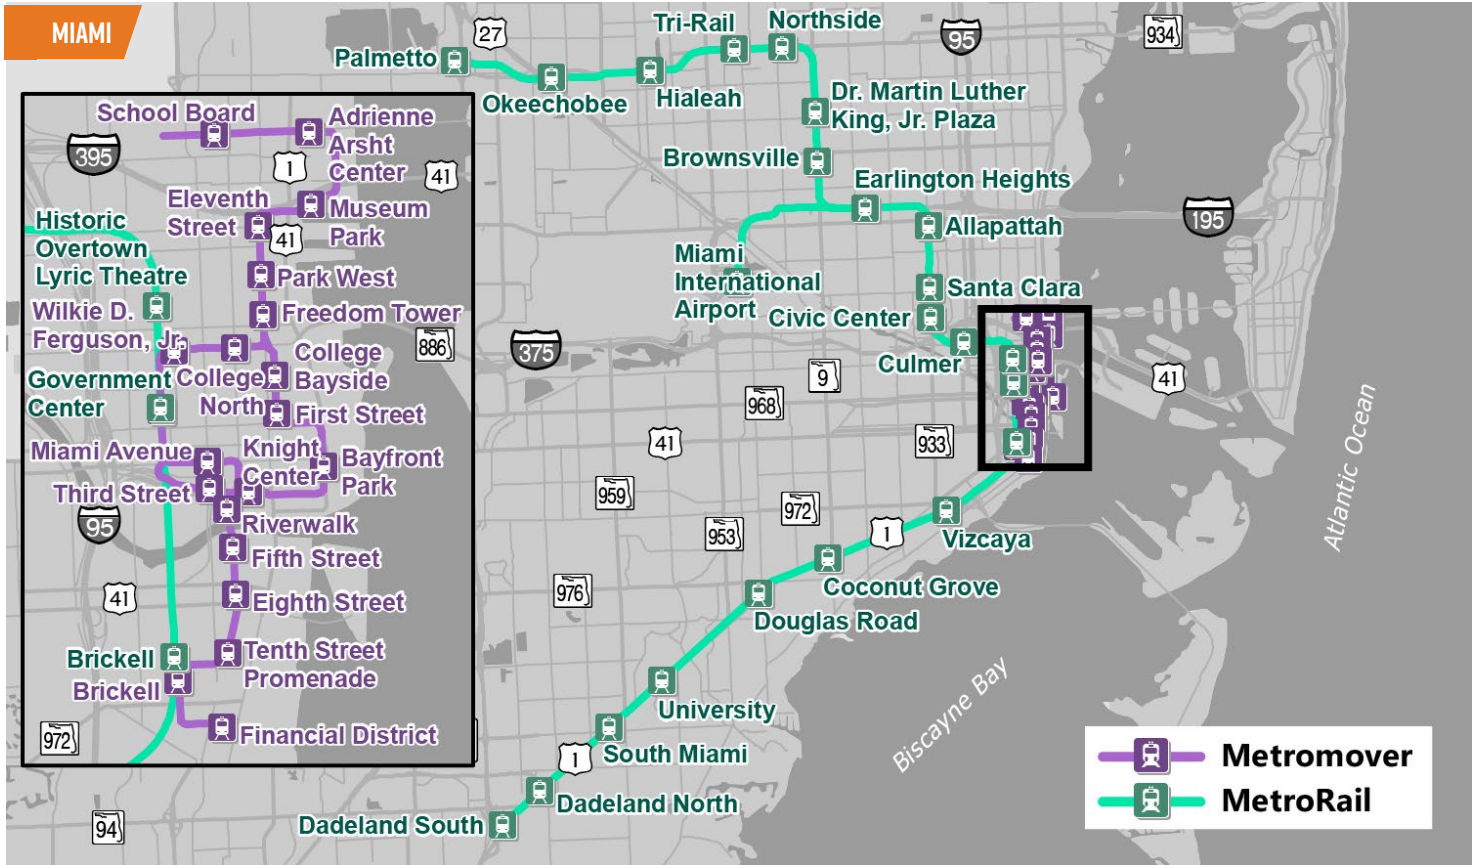 MIAMI
27
Tri-Rail
Northside
95
934
Palmetto
Okeechobee
Hialeah
Dr. Martin Luther
King, Jr. Plaza
Brownsville
Earlington Heights
Allapattah
195
Miami
International
Airport
Santa Clara
Civic Center
Culmer
375
9
968
41
41
933
959
972
953
976
1
Vizcaya
Coconut Grove
Douglas Road
University
South Miami
1
Dadeland North
Dadeland South
94
Biscayne Bay
Atlantic Ocean
School Board
Adrienne
Arsht
Center
395
1
41
Eleventh
Street
Museum
Park
41
Historic
Overtown
Lyric Theatre
Park West
Wilkie D.
Ferguson, Jr.
Freedom Tower
886
College
Bayside
Government
Center
College
North
First Street
Miami Avenue
Knight
Center
Bayfront
Park
Third Street
95
Riverwalk
Fifth Street
41
Eighth Street
Brickell
Tenth Street
Promenade
Brickell
972
Financial District
Metromover
MetroRail